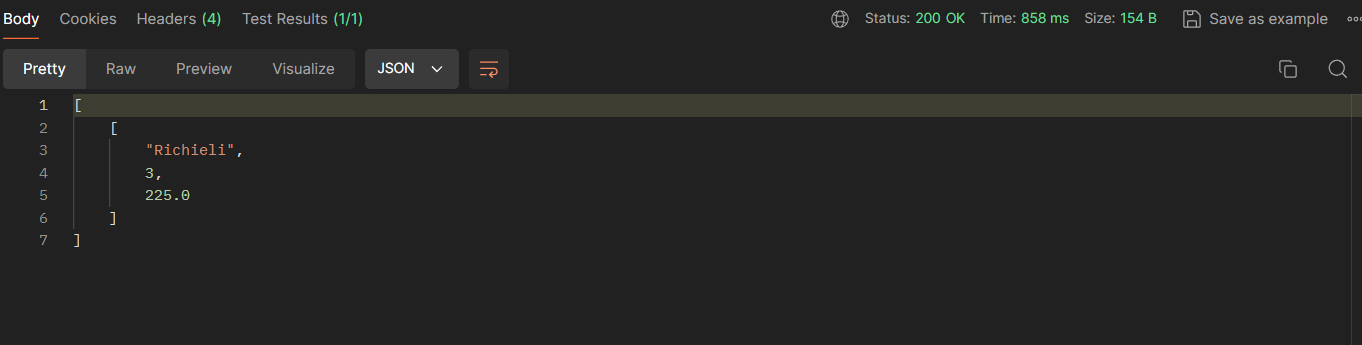 Body Cookies Headers (4) Test Results (1/1) Status: 200 OK Time: 858 ms Size: 154 B Save as example
Pretty Raw Preview Visualize JSON
1 [
2 [
3 "Richieli",
4 3,
5 225.0
6 ]
7 ]